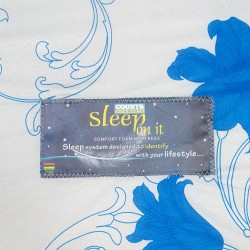 COURTS
Sleep
on it
COMFORT FOAM MATTRESS
Sleep system designed to identify
with your lifestyle...